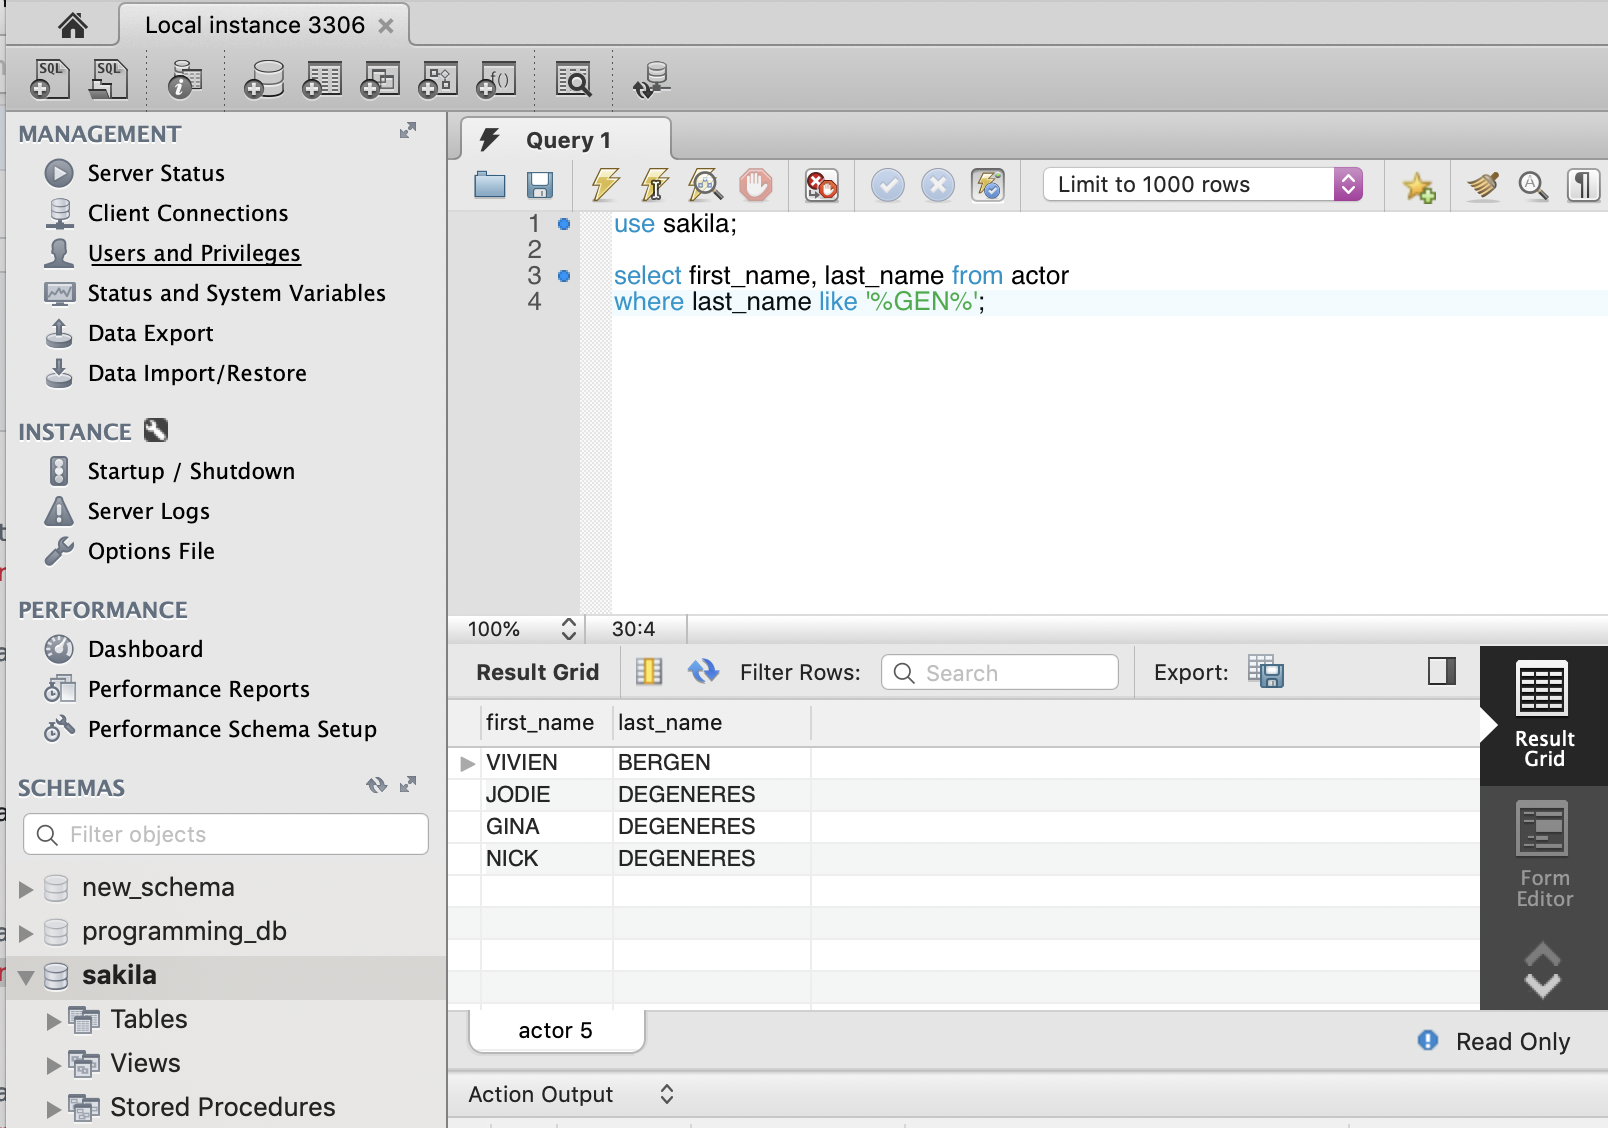 Local instance 3306
SQL
SQL
f()
MANAGEMENT
Server Status
Client Connections
Users and Privileges
Status and System Variables
Data Export
Data Import/Restore
INSTANCE
Startup / Shutdown
Server Logs
Options File
PERFORMANCE
Dashboard
Performance Reports
Performance Schema Setup
SCHEMAS
Filter objects
new_schema
programming_db
sakila
Tables
Views
Stored Procedures
Query 1
Limit to 1000 rows
1 use sakila;
2
3 select first_name, last_name from actor
4 where last_name like '%GEN%';
100% 30:4
Result Grid Filter Rows: Search Export:
first_name last_name
VIVIEN BERGEN
JODIE DEGENERES
GINA DEGENERES
NICK DEGENERES
Result
Grid
Form
Editor
actor 5
Read Only
Action Output